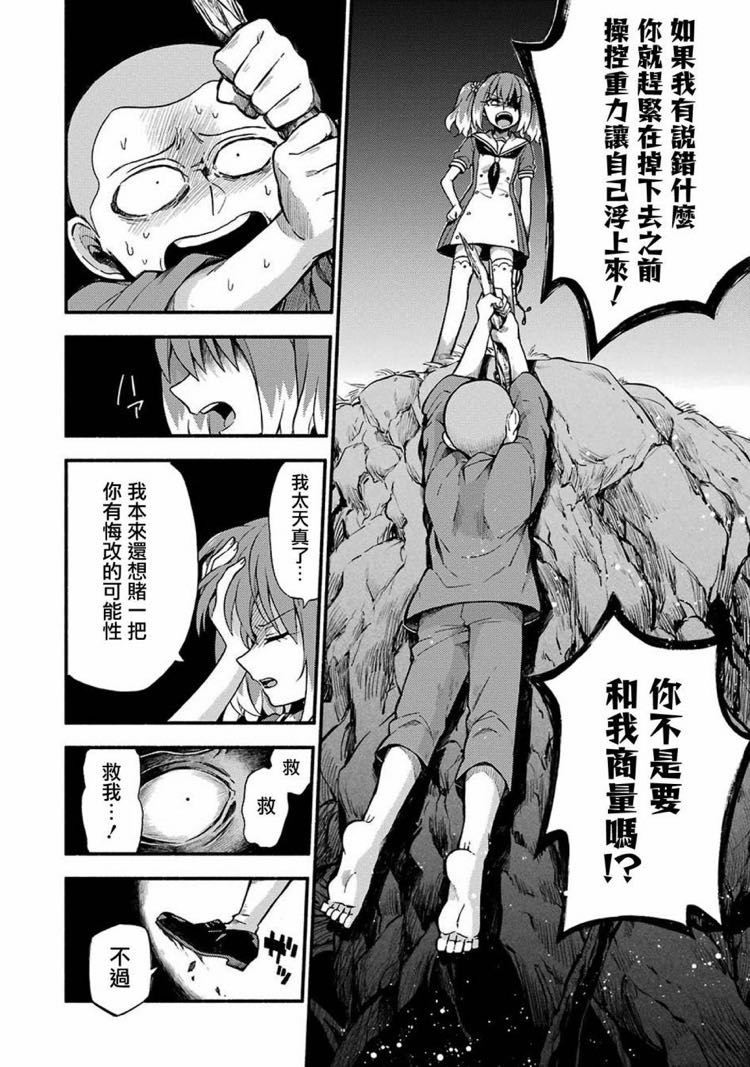 如果我有說錯什麼
你就趕緊在掉下去之前
操控重力讓自己浮上來！
你不是要
和我商量嗎!?
ハァ
我太天真了…
我本來還想賭一把
你有悔改的可能性
救
救
救我…！
不過